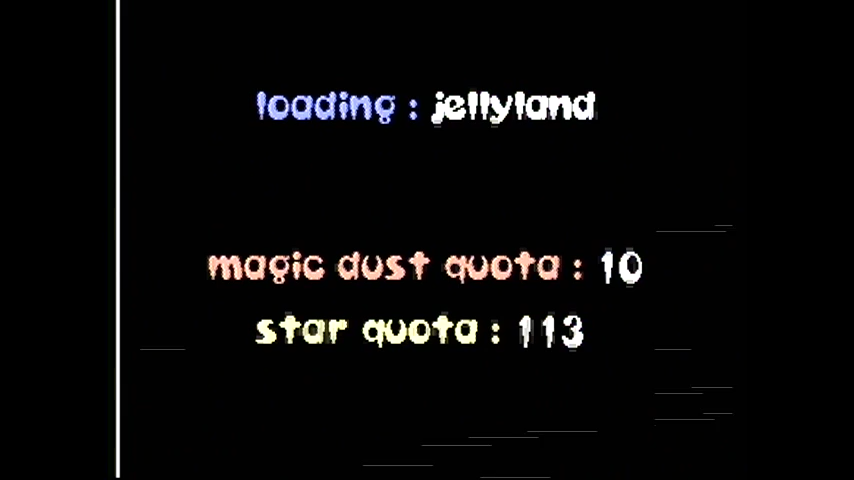 loading : jellyland
magic dust quota : 10
star quota : 113